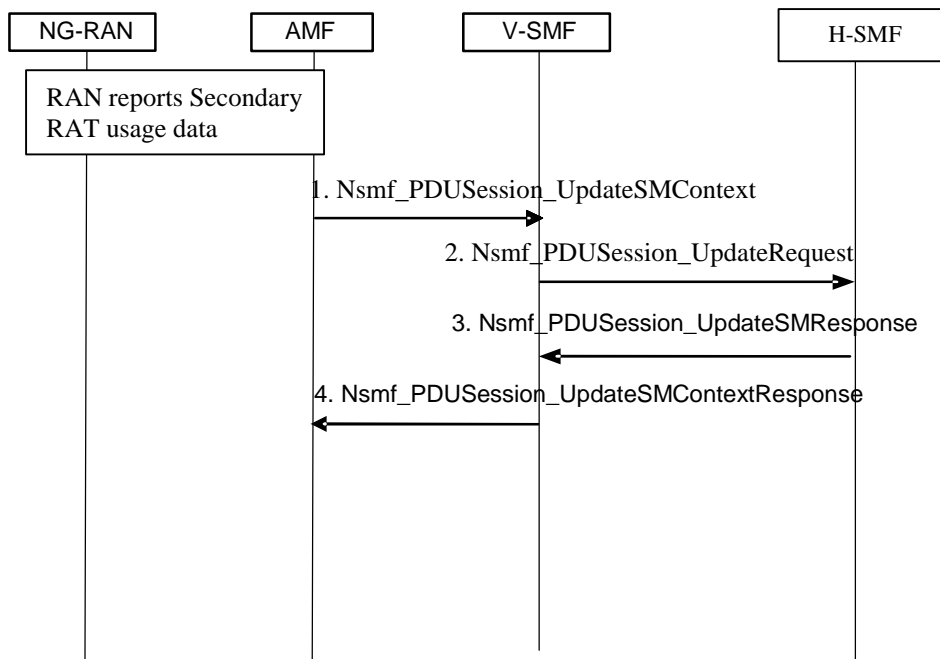 NG-RAN
AMF
V-SMF
H-SMF
RAN reports Secondary
RAT usage data
1. Nsmf_PDUSession_UpdateSMContext
2. Nsmf_PDUSession_UpdateRequest
3. Nsmf_PDUSession_UpdateSMResponse
4. Nsmf_PDUSession_UpdateSMContextResponse